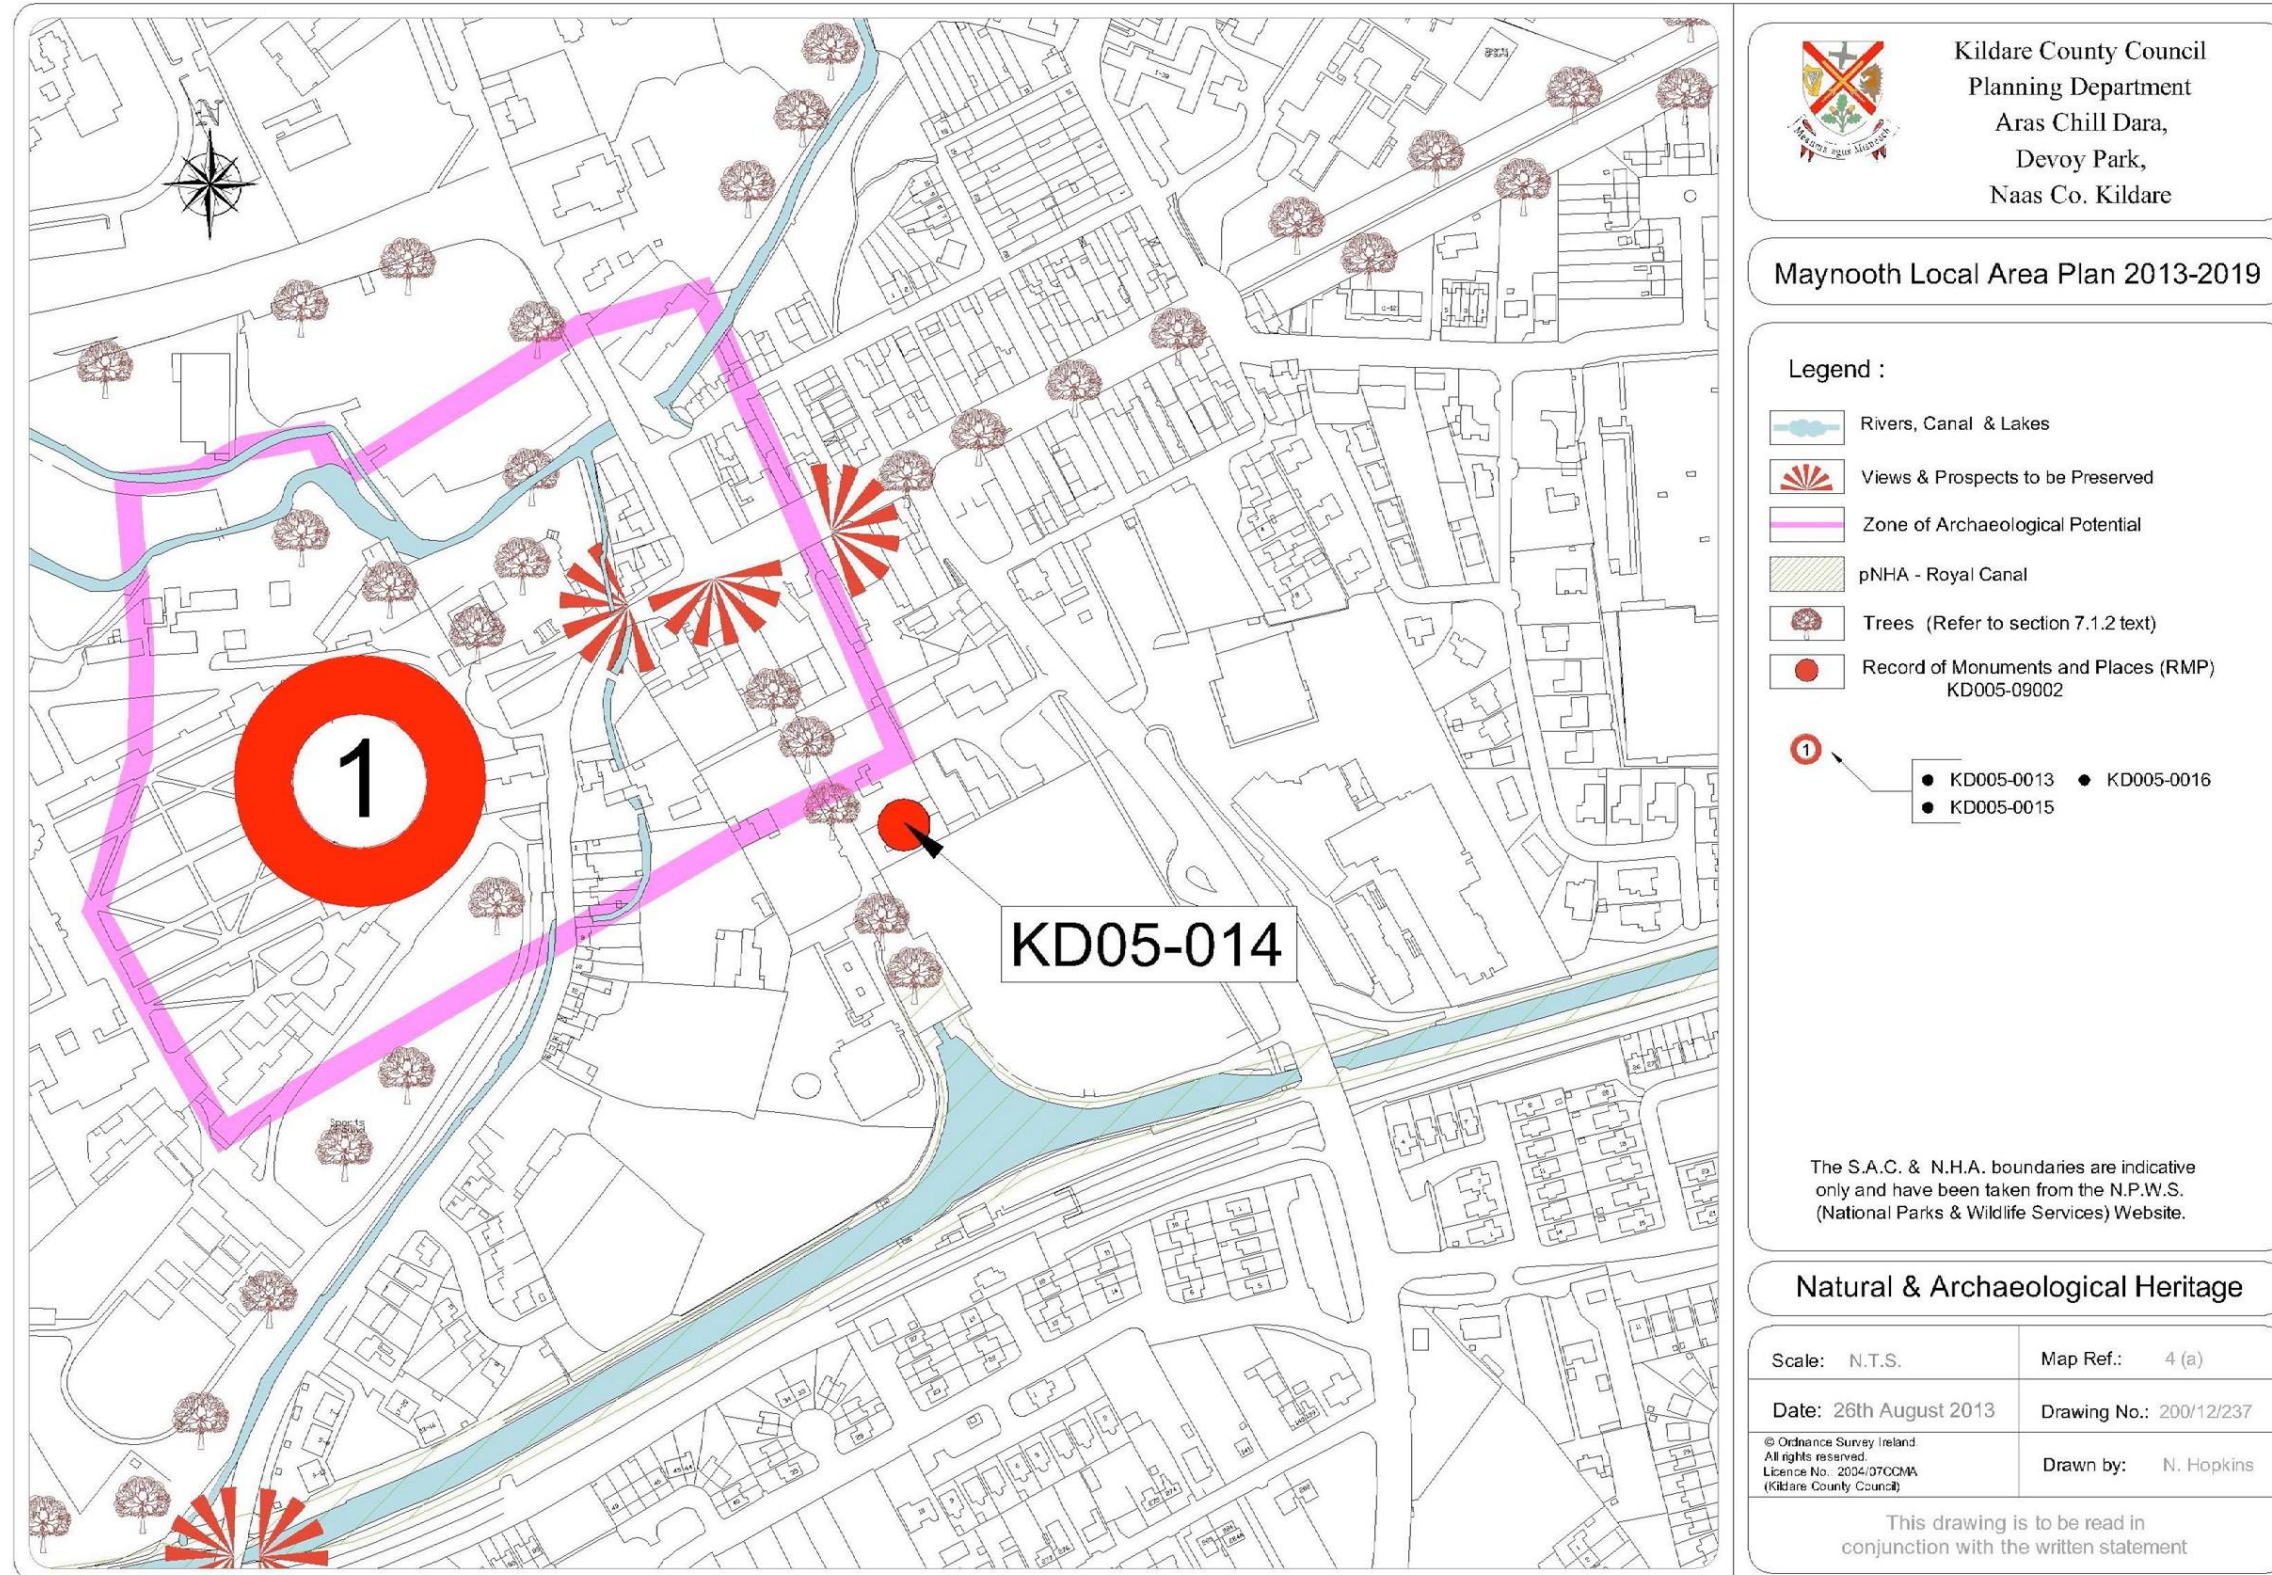 N
Sports
1
KD05-014
Kildare County Council
Planning Department
Aras Chill Dara,
Devoy Park,
Naas Co. Kildare
Maynooth Local Area Plan 2013-2019
Legend :
Rivers, Canal & Lakes
Views & Prospects to be Preserved
Zone of Archaeological Potential
pNHA - Royal Canal
Trees (Refer to section 7.1.2 text)
Record of Monuments and Places (RMP)
KD005-09002
1
KD005-0013 KD005-0016
KD005-0015
The S.A.C. & N.H.A. boundaries are indicative
only and have been taken from the N.P.W.S.
(National Parks & Wildlife Services) Website.
Natural & Archaeological Heritage
Scale: N.T.S. Map Ref.: 4 (a)
Date: 26th August 2013 Drawing No.: 200/12/237
© Ordnance Survey Ireland.
All rights reserved.
Licence No.: 2004/07CCMA
(Kildare County Council)
Drawn by: N. Hopkins
This drawing is to be read in
conjunction with the written statement